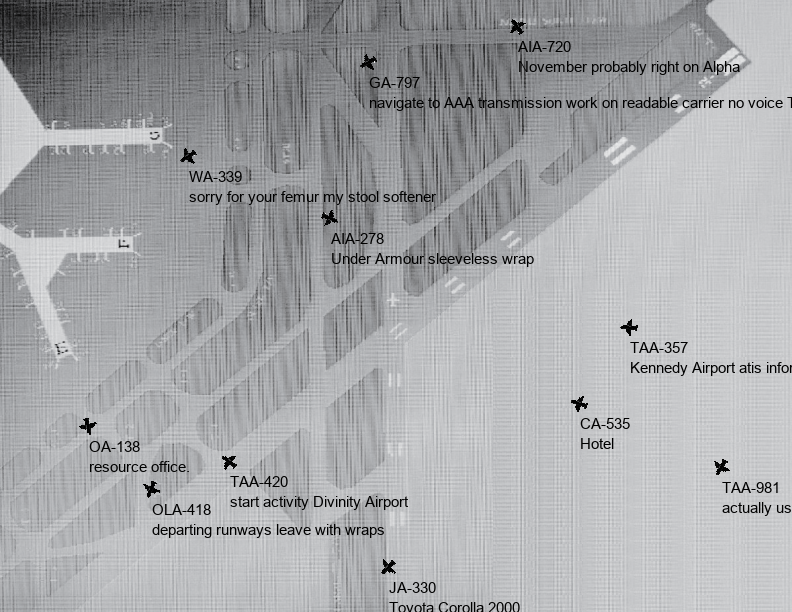 AIA-720
November probably right on Alpha
GA-797
navigate to AAA transmission work on readable carrier no voice
WA-339
sorry for your femur my stool softener
AIA-278
Under Armour sleeveless wrap
TAA-357
Kennedy Airport atis
CA-535
Hotel
OA-138
resource office.
TAA-420
start activity Divinity Airport
TAA-981
actually
OLA-418
departing runways leave with wraps
JA-330
Toyota Corolla 2000